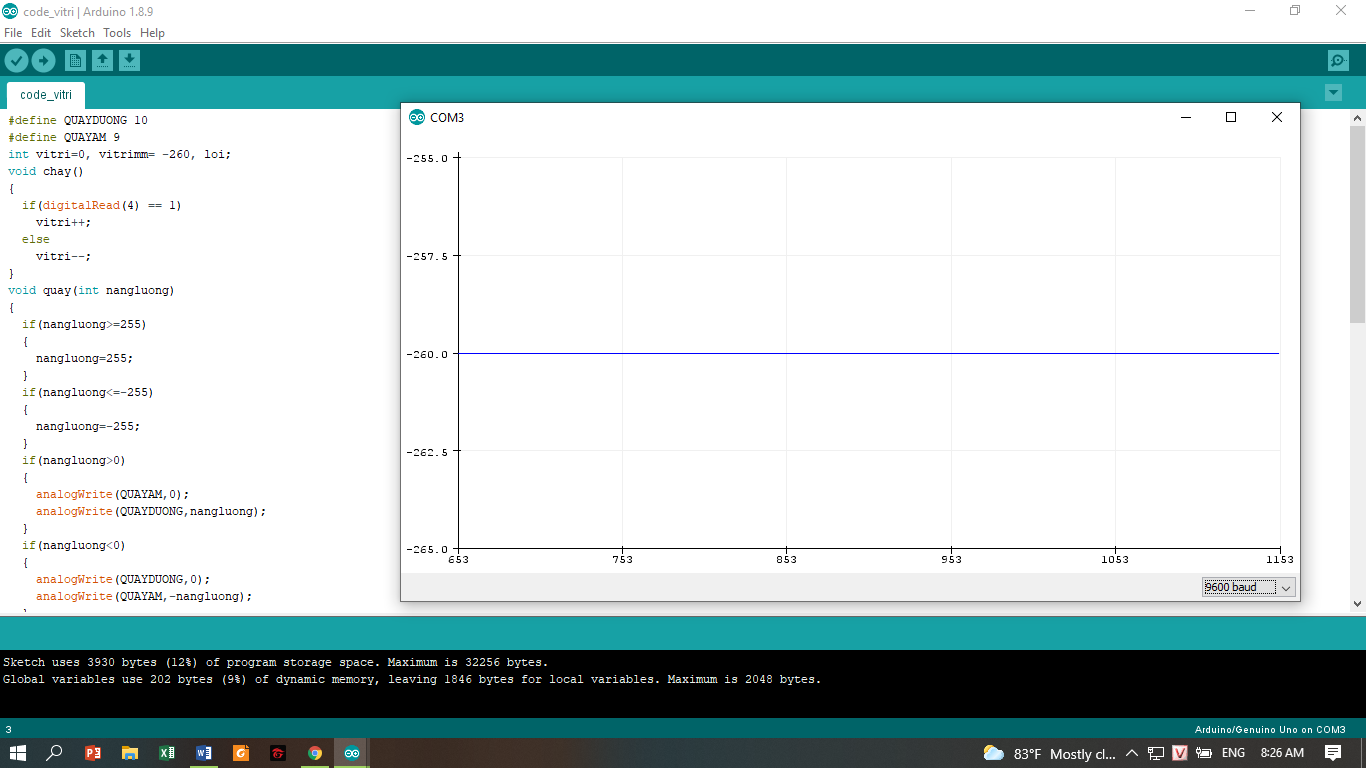 code_vitri | Arduino 1.8.9
File Edit Sketch Tools Help
code_vitri
#define QUAYDUONG 10
#define QUAYAM 9
int vitri=0, vitrimm= -260, loi;
void chay()
{
  if(digitalRead(4) == 1)
    vitri++;
  else
    vitri--;
}
void quay(int nangluong)
{
  if(nangluong>=255)
  {
    nangluong=255;
  }
  if(nangluong<=-255)
  {
    nangluong=-255;
  }
  if(nangluong>0)
  {
    analogWrite(QUAYAM,0);
    analogWrite(QUAYDUONG,nangluong);
  }
  if(nangluong<0)
  {
    analogWrite(QUAYDUONG,0);
    analogWrite(QUAYAM,-nangluong);
COM3
-255.0
-257.5
-260.0
-262.5
-265.0
653 753 853 953 1053 1153
9600 baud
Sketch uses 3930 bytes (12%) of program storage space. Maximum is 32256 bytes.
Global variables use 202 bytes (9%) of dynamic memory, leaving 1846 bytes for local variables. Maximum is 2048 bytes.
3 Arduino/Genuino Uno on COM3
83°F Mostly cl... ENG 8:26 AM